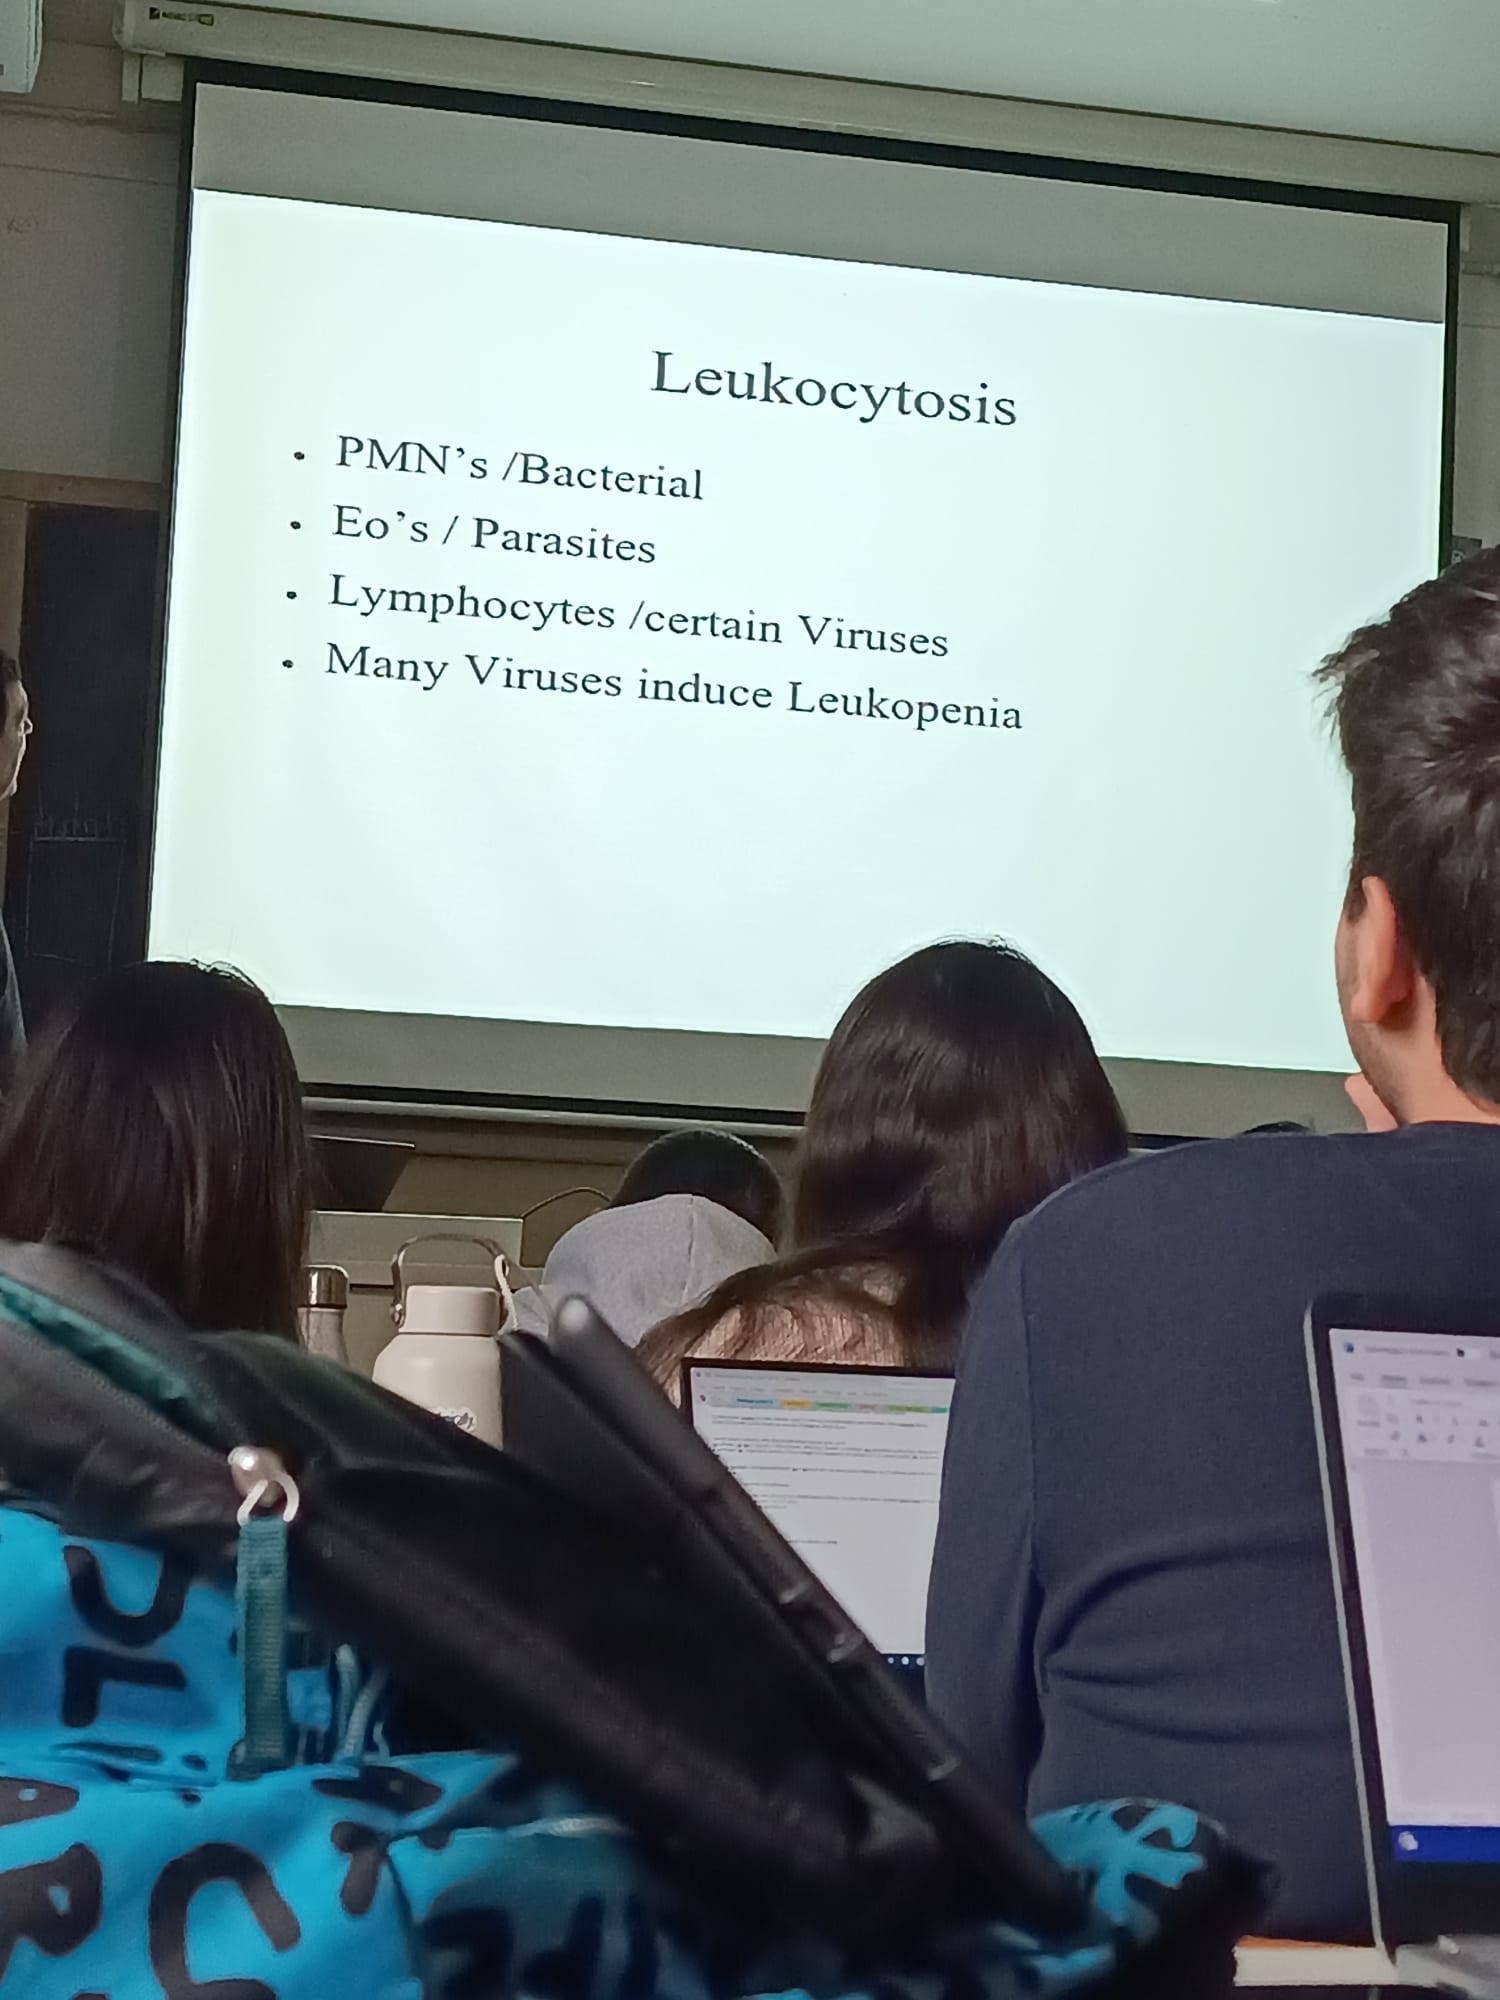 Leukocytosis
• PMN's /Bacterial
• Eo's / Parasites
• Lymphocytes /certain Viruses
• Many Viruses induce Leukopenia